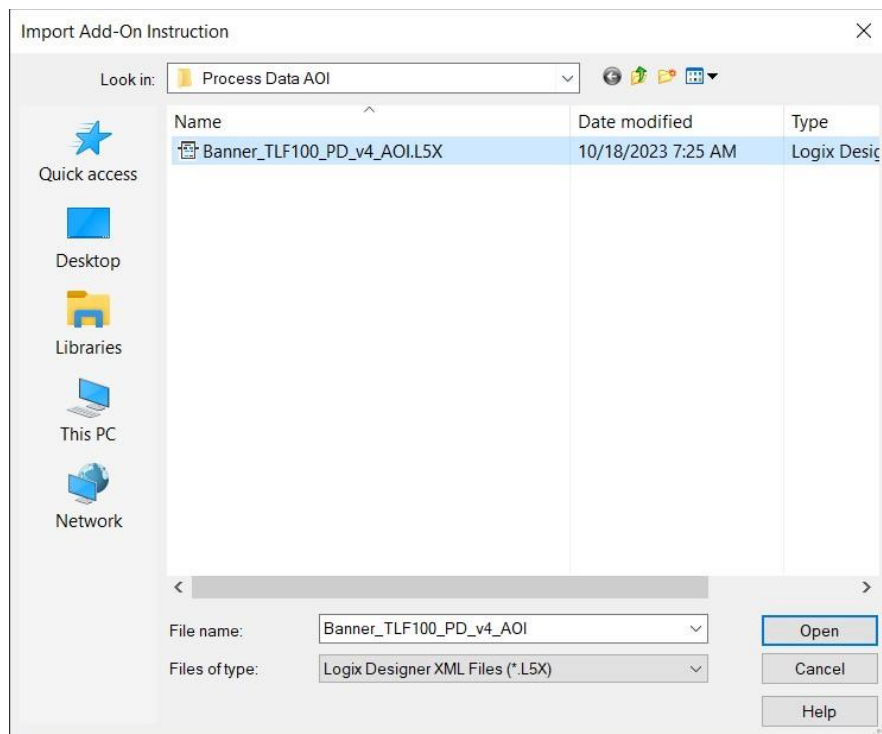 Import Add-On Instruction
Look in: Process Data AOI
Name Date modified Type
Banner_TLF100_PD_v4_AOI.L5X 10/18/2023 7:25 AM Logix Desig
Quick access
Desktop
Libraries
This PC
Network
File name: Banner_TLF100_PD_v4_AOI Open
Files of type: Logix Designer XML Files (*.L5X) Cancel
Help